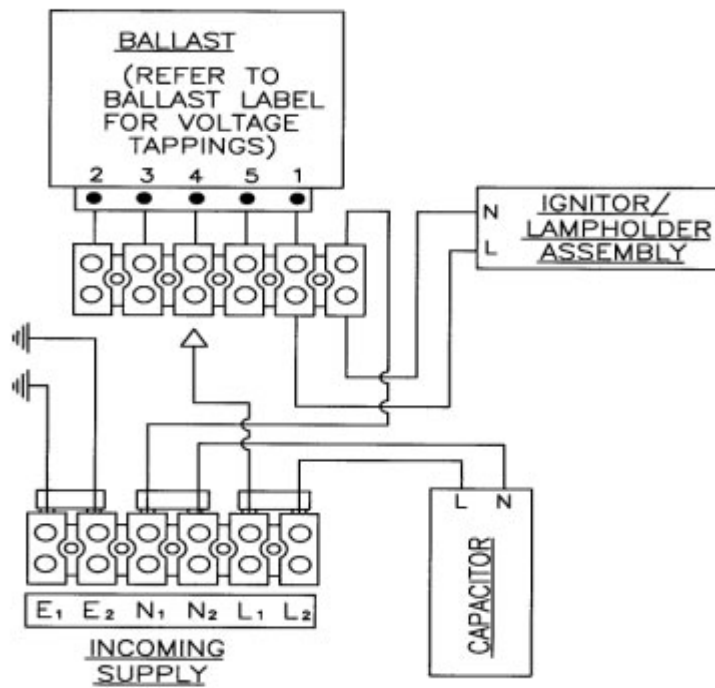 BALLAST
(REFER TO
BALLAST LABEL
FOR VOLTAGE
TAPPINGS)
2 3 4 5 1
N
L
IGNITOR/
LAMPHOLDER
ASSEMBLY
L N
CAPACITOR
E1 E2 N1 N2 L1 L2
INCOMING
SUPPLY